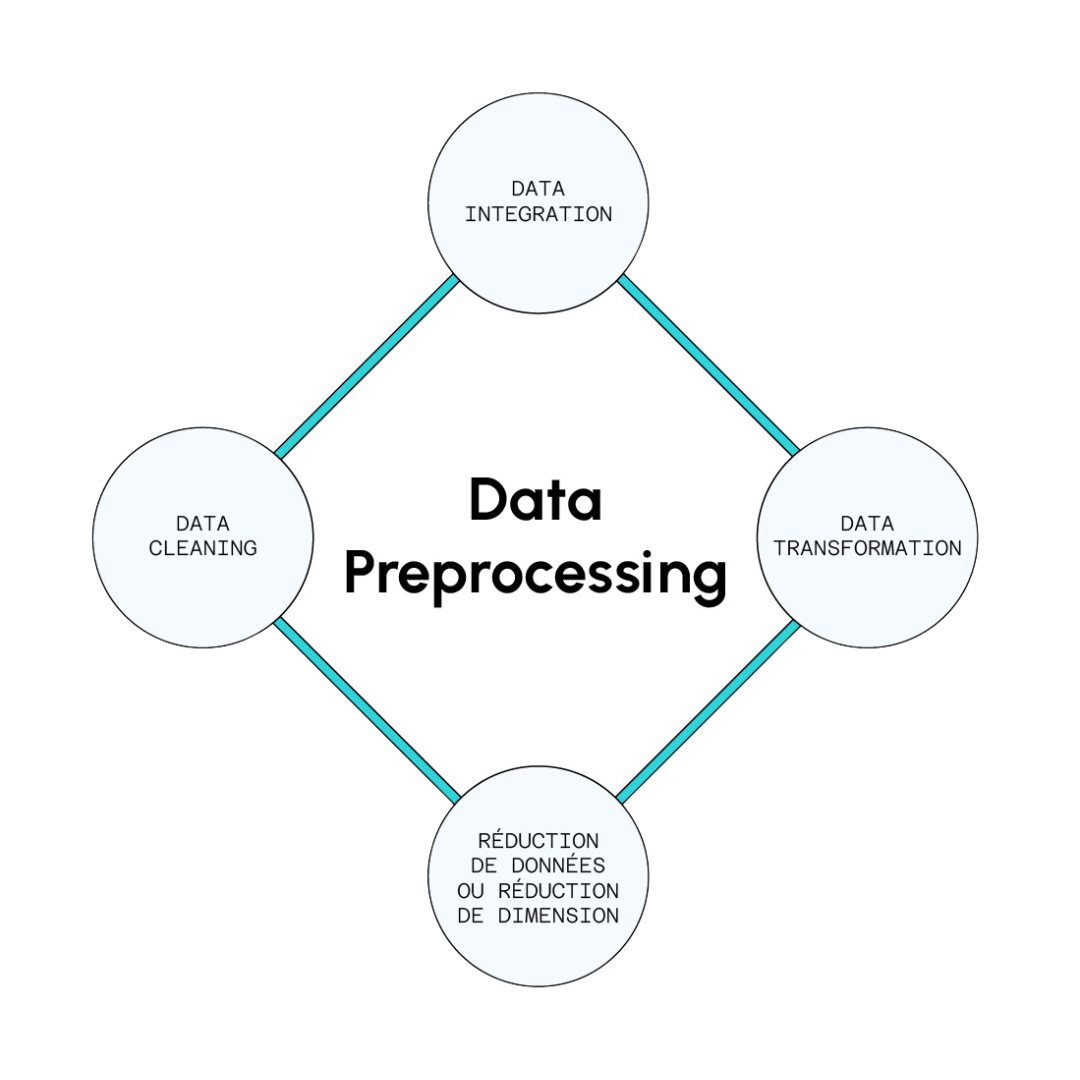 DATA
INTEGRATION
DATA
CLEANING
Data
Preprocessing
DATA
TRANSFORMATION
RÉDUCTION
DE DONNÉES
OU RÉDUCTION
DE DIMENSION